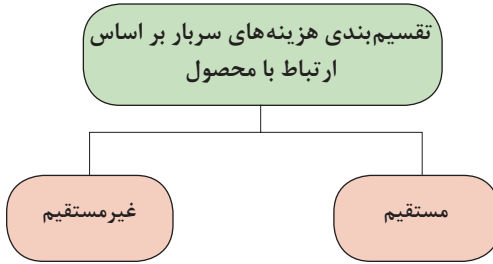 تقسیم‌بندی هزینه‌های سربار بر اساس
ارتباط با محصول
مستقیم
غیرمستقیم